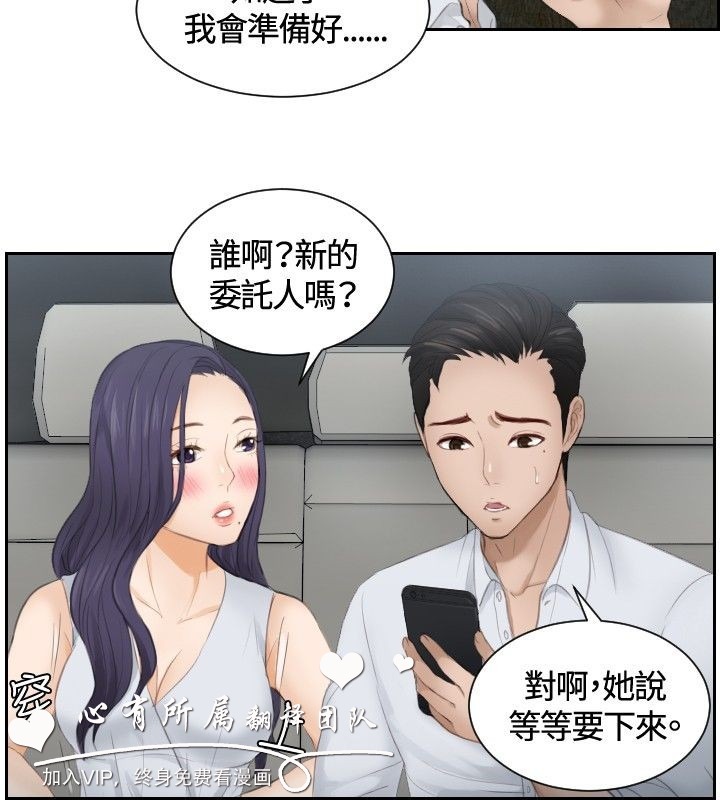 我會準備好......
誰啊？新的
委託人嗎？
對啊，她說
等等要下來。
心有所属翻译团队
加入VIP，终身免费看漫画